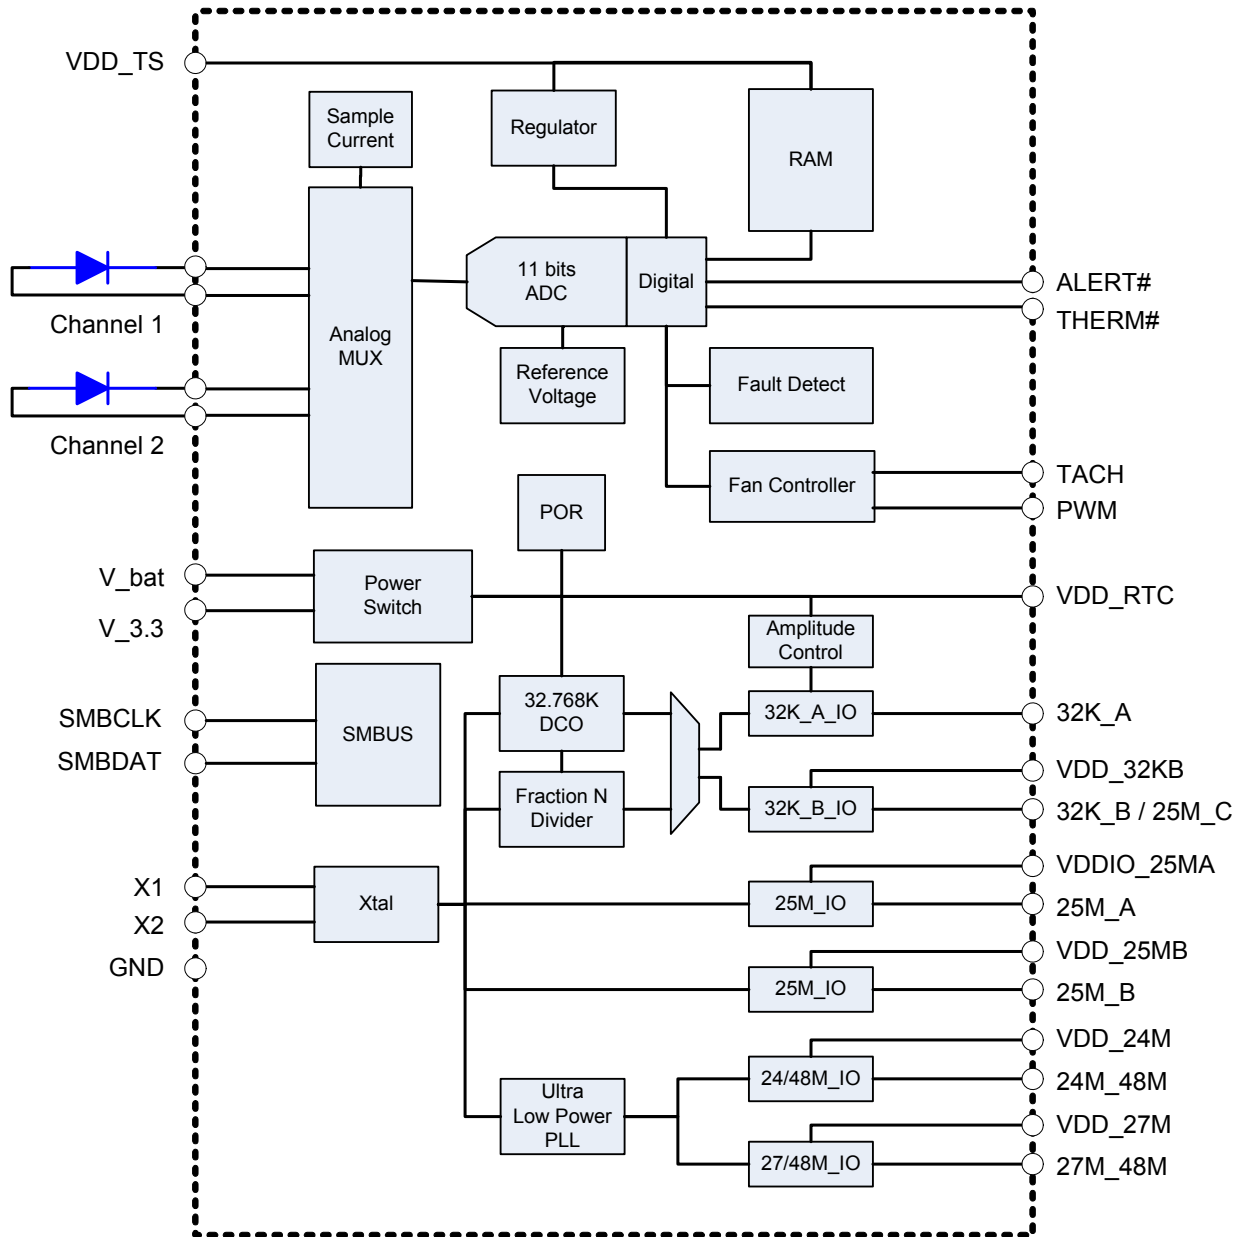 VDD_TS
Sample
Current
Regulator
RAM
Channel 1
Analog
MUX
11 bits
ADC
Digital
ALERT#
THERM#
Reference
Voltage
Fault Detect
Channel 2
Fan Controller
TACH
PWM
POR
V_bat
V_3.3
Power
Switch
VDD_RTC
Amplitude
Control
SMBCLK
SMBDAT
SMBUS
32.768K
DCO
32K_A_IO
32K_A
Fraction N
Divider
32K_B_IO
VDD_32KB
32K_B / 25M_C
X1
X2
GND
Xtal
25M_IO
VDDIO_25MA
25M_A
25M_IO
VDD_25MB
25M_B
Ultra
Low Power
PLL
24/48M_IO
VDD_24M
24M_48M
27/48M_IO
VDD_27M
27M_48M